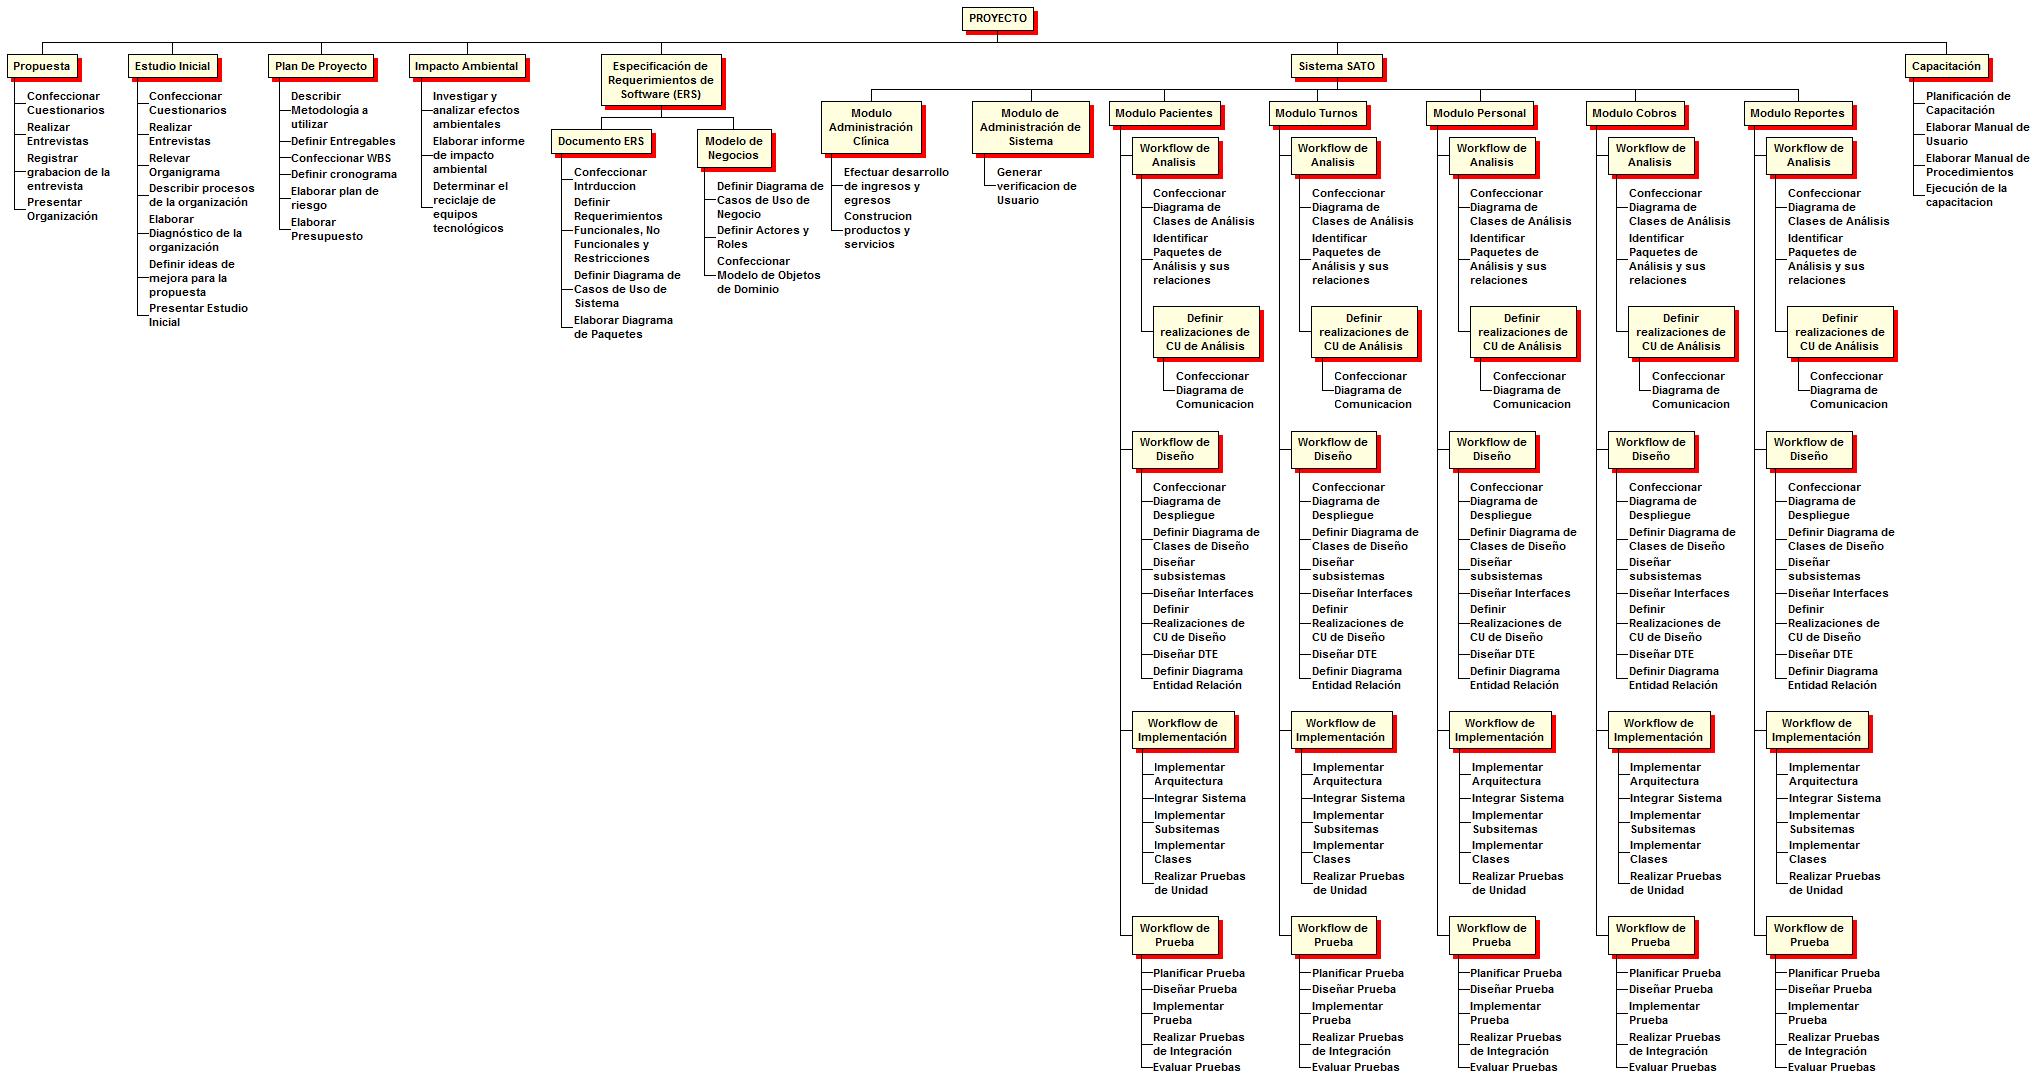 PROYECTO
Propuesta
Confeccionar
Cuestionarios
Realizar
Entrevistas
Registrar
grabacion de la
entrevista
Presentar
Organización
Estudio Inicial
Confeccionar
Cuestionarios
Realizar
Entrevistas
Relevar
Organigrama
Describir procesos
de la organización
Elaborar
Diagnóstico de la
organización
Definir ideas de
mejora para la
propuesta
Presentar Estudio
Inicial
Plan De Proyecto
Describir
Metodología a
utilizar
Definir Entregables
Confeccionar WBS
Definir cronograma
Elaborar plan de
riesgo
Elaborar
Presupuesto
Impacto Ambiental
Investigar y
analizar efectos
ambientales
Elaborar informe
de impacto
ambiental
Determinar el
reciclaje de
equipos
tecnológicos
Especificación de
Requerimientos de
Software (ERS)
Documento ERS
Confeccionar
Intrduccion
Definir
Requerimientos
Funcionales, No
Funcionales y
Restricciones
Definir Diagrama de
Casos de Uso de
Sistema
Elaborar Diagrama
de Paquetes
Modelo de
Negocios
Definir Diagrama de
Casos de Uso de
Negocio
Definir Actores y
Roles
Confeccionar
Modelo de Objetos
de Dominio
Sistema SATO
Modulo
Administración
Clìnica
Efectuar desarrollo
de ingresos y
egresos
Construcion
productos y
servicios
Modulo de
Administración de
Sistema
Generar
verificacion de
Usuario
Modulo Pacientes
Workflow de
Analisis
Confeccionar
Diagrama de
Clases de Análisis
Identificar
Paquetes de
Análisis y sus
relaciones
Definir
realizaciones de
CU de Análisis
Confeccionar
Diagrama de
Comunicacion
Workflow de
Diseño
Confeccionar
Diagrama de
Despliegue
Definir Diagrama de
Clases de Diseño
Diseñar
subsistemas
Diseñar Interfaces
Definir
Realizaciones de
CU de Diseño
Diseñar DTE
Definir Diagrama
Entidad Relación
Workflow de
Implementación
Implementar
Arquitectura
Integrar Sistema
Implementar
Subsitemas
Implementar
Clases
Realizar Pruebas
de Unidad
Workflow de
Prueba
Planificar Prueba
Diseñar Prueba
Implementar
Prueba
Realizar Pruebas
de Integración
Evaluar Pruebas
Modulo Turnos
Workflow de
Analisis
Confeccionar
Diagrama de
Clases de Análisis
Identificar
Paquetes de
Análisis y sus
relaciones
Definir
realizaciones de
CU de Análisis
Confeccionar
Diagrama de
Comunicacion
Workflow de
Diseño
Confeccionar
Diagrama de
Despliegue
Definir Diagrama de
Clases de Diseño
Diseñar
subsistemas
Diseñar Interfaces
Definir
Realizaciones de
CU de Diseño
Diseñar DTE
Definir Diagrama
Entidad Relación
Workflow de
Implementación
Implementar
Arquitectura
Integrar Sistema
Implementar
Subsitemas
Implementar
Clases
Realizar Pruebas
de Unidad
Workflow de
Prueba
Planificar Prueba
Diseñar Prueba
Implementar
Prueba
Realizar Pruebas
de Integración
Evaluar Pruebas
Modulo Personal
Workflow de
Analisis
Confeccionar
Diagrama de
Clases de Análisis
Identificar
Paquetes de
Análisis y sus
relaciones
Definir
realizaciones de
CU de Análisis
Confeccionar
Diagrama de
Comunicacion
Workflow de
Diseño
Confeccionar
Diagrama de
Despliegue
Definir Diagrama de
Clases de Diseño
Diseñar
subsistemas
Diseñar Interfaces
Definir
Realizaciones de
CU de Diseño
Diseñar DTE
Definir Diagrama
Entidad Relación
Workflow de
Implementación
Implementar
Arquitectura
Integrar Sistema
Implementar
Subsitemas
Implementar
Clases
Realizar Pruebas
de Unidad
Workflow de
Prueba
Planificar Prueba
Diseñar Prueba
Implementar
Prueba
Realizar Pruebas
de Integración
Evaluar Pruebas
Modulo Cobros
Workflow de
Analisis
Confeccionar
Diagrama de
Clases de Análisis
Identificar
Paquetes de
Análisis y sus
relaciones
Definir
realizaciones de
CU de Análisis
Confeccionar
Diagrama de
Comunicacion
Workflow de
Diseño
Confeccionar
Diagrama de
Despliegue
Definir Diagrama de
Clases de Diseño
Diseñar
subsistemas
Diseñar Interfaces
Definir
Realizaciones de
CU de Diseño
Diseñar DTE
Definir Diagrama
Entidad Relación
Workflow de
Implementación
Implementar
Arquitectura
Integrar Sistema
Implementar
Subsitemas
Implementar
Clases
Realizar Pruebas
de Unidad
Workflow de
Prueba
Planificar Prueba
Diseñar Prueba
Implementar
Prueba
Realizar Pruebas
de Integración
Evaluar Pruebas
Modulo Reportes
Workflow de
Analisis
Confeccionar
Diagrama de
Clases de Análisis
Identificar
Paquetes de
Análisis y sus
relaciones
Definir
realizaciones de
CU de Análisis
Confeccionar
Diagrama de
Comunicacion
Workflow de
Diseño
Confeccionar
Diagrama de
Despliegue
Definir Diagrama de
Clases de Diseño
Diseñar
subsistemas
Diseñar Interfaces
Definir
Realizaciones de
CU de Diseño
Diseñar DTE
Definir Diagrama
Entidad Relación
Workflow de
Implementación
Implementar
Arquitectura
Integrar Sistema
Implementar
Subsitemas
Implementar
Clases
Realizar Pruebas
de Unidad
Workflow de
Prueba
Planificar Prueba
Diseñar Prueba
Implementar
Prueba
Realizar Pruebas
de Integración
Evaluar Pruebas
Capacitación
Planificación de
Capacitación
Elaborar Manual de
Usuario
Elaborar Manual de
Procedimientos
Ejecución de la
capacitacion